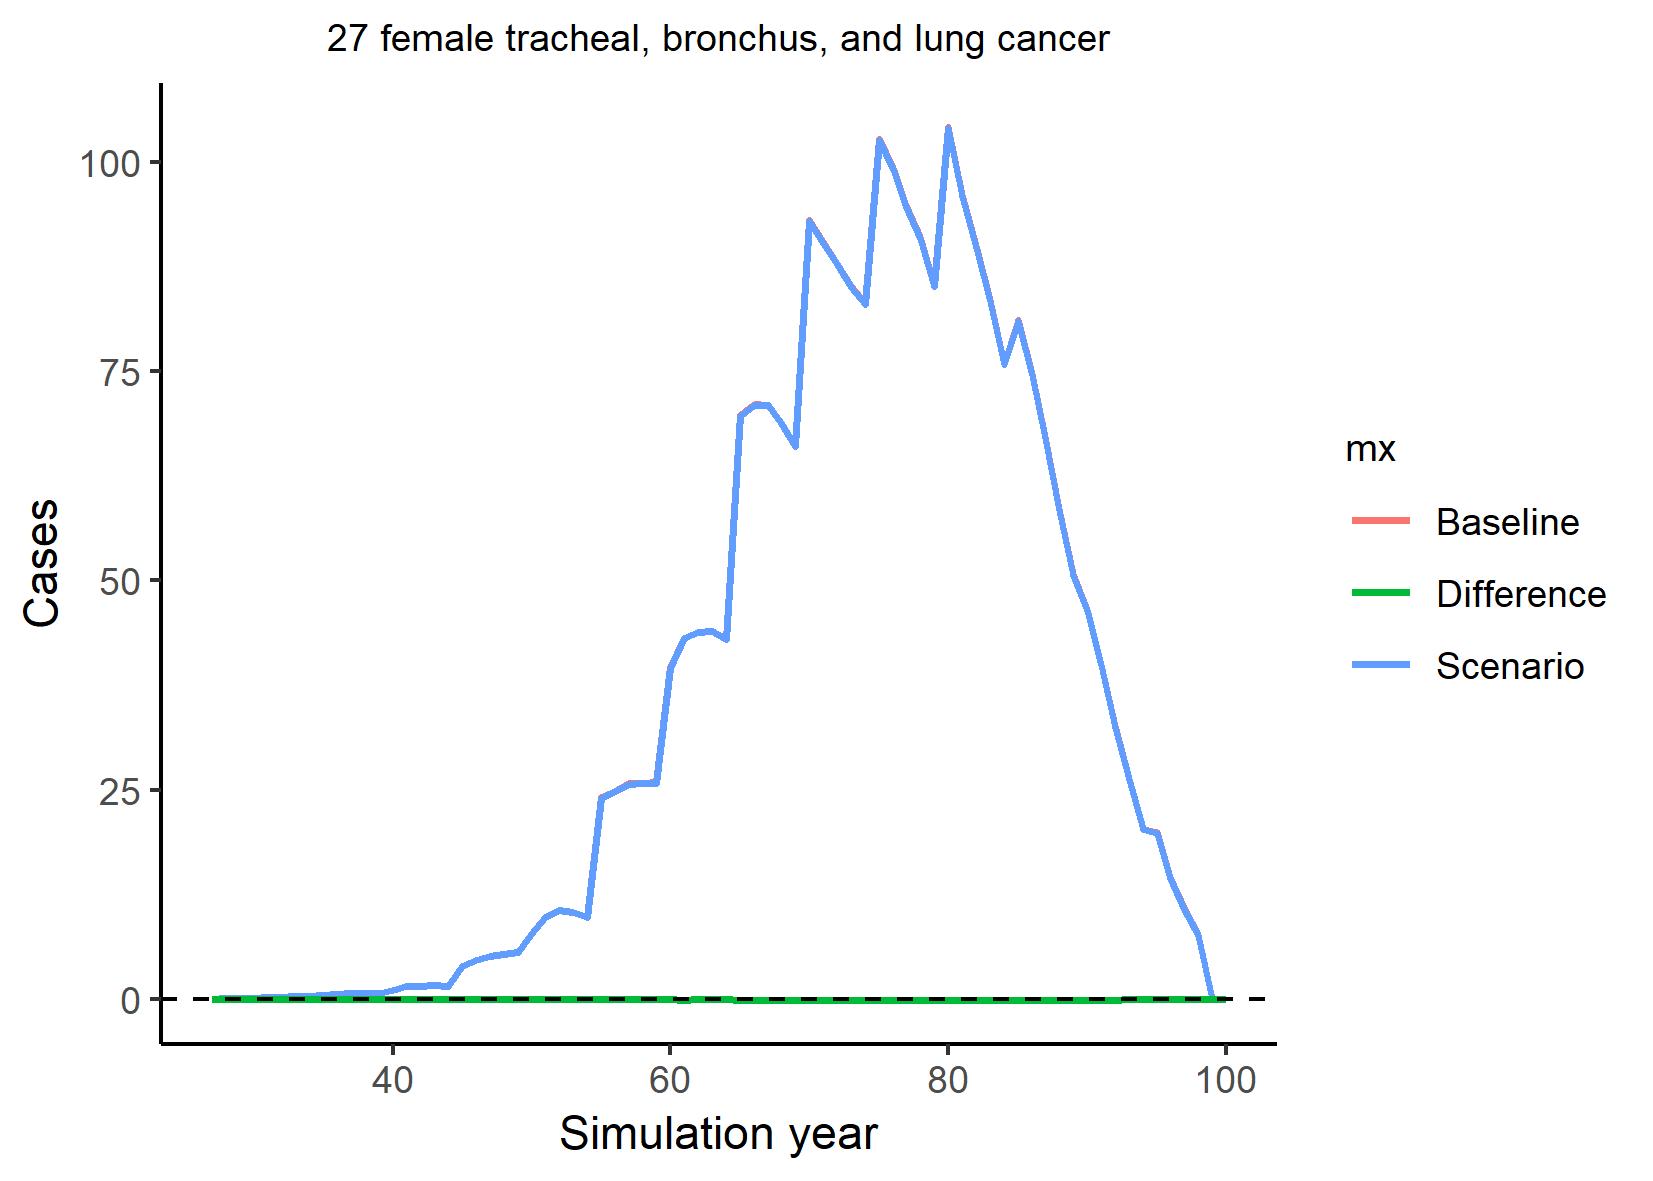 27 female tracheal, bronchus, and lung cancer
100
75
50
25
0
Cases
40
60
80
100
Simulation year
mx
Baseline
Difference
Scenario